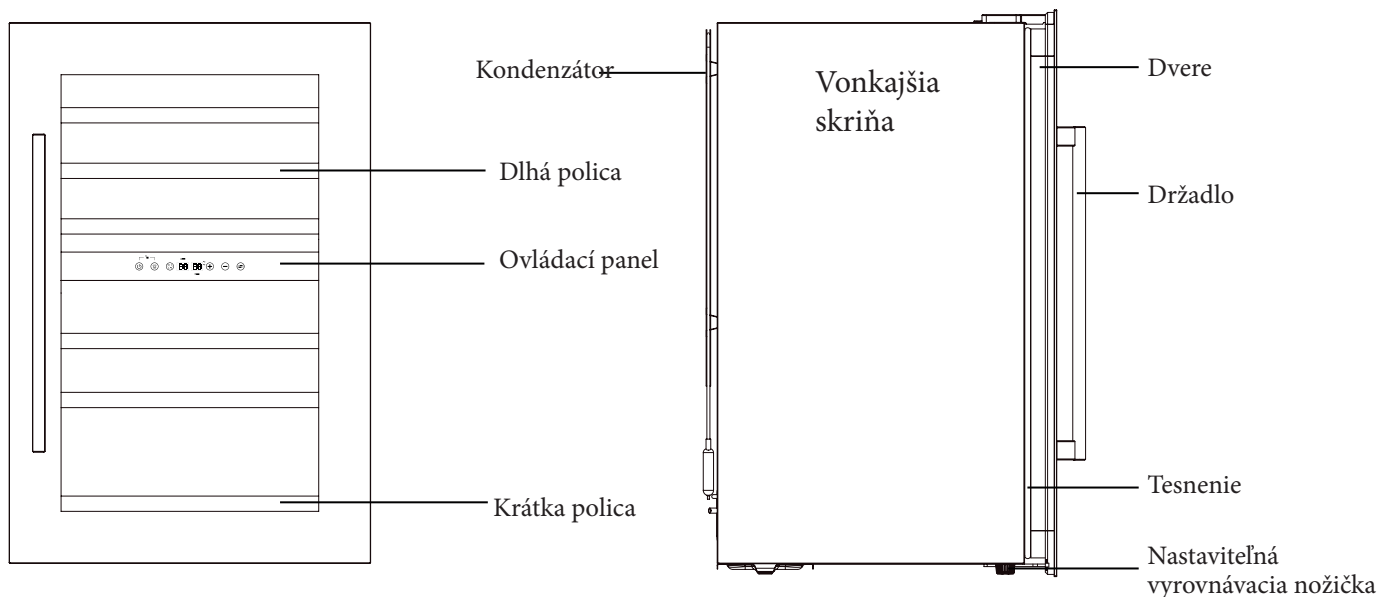 Kondenzátor
Vonkajšia
skriňa
Dvere
Dlhá polica
Držadlo
Ovládací panel
Krátka polica
Tesnenie
Nastaviteľná
vyrovnávacia nožička